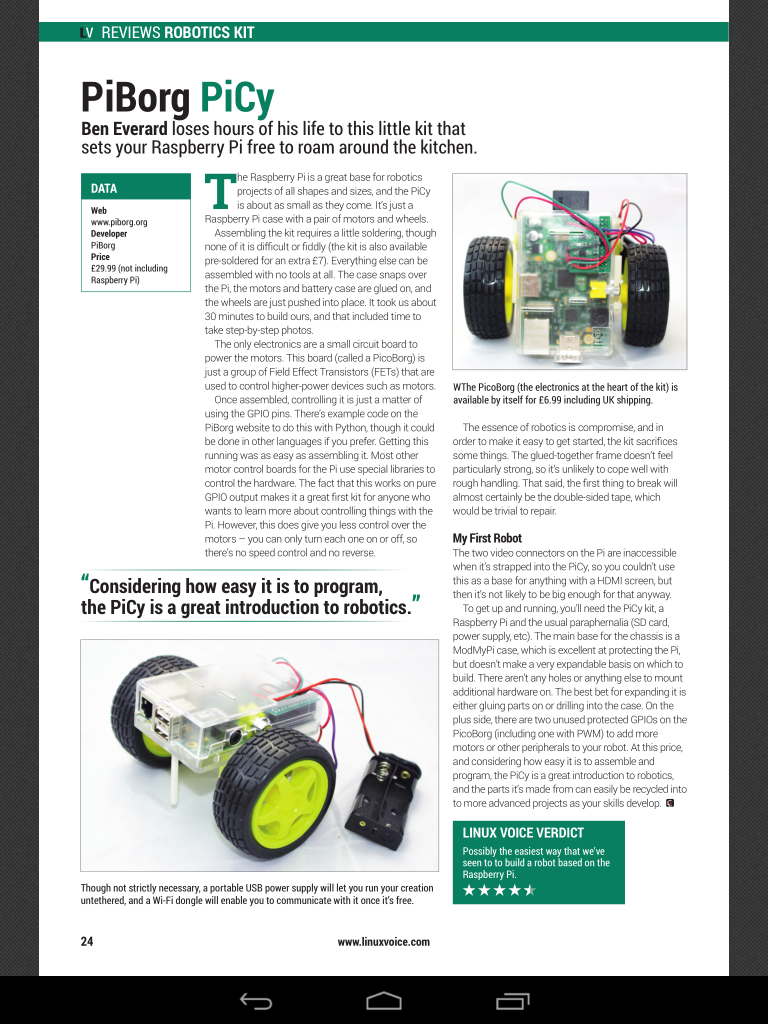 LV REVIEWS ROBOTICS KIT
PiBorg PiCy
Ben Everard loses hours of his life to this little kit that
sets your Raspberry Pi free to roam around the kitchen.
DATA
Web
www.piborg.org
Developer
PiBorg
Price
£29.99 (not including
Raspberry Pi)
The Raspberry Pi is a great base for robotics
projects of all shapes and sizes, and the PiCy
is about as small as they come. It's just a
Raspberry Pi case with a pair of motors and wheels.
Assembling the kit requires a little soldering, though
none of it is difficult or fiddly (the kit is also available
pre-soldered for an extra £7). Everything else can be
assembled with no tools at all. The case snaps over
the Pi, the motors and battery case are glued on, and
the wheels are just pushed into place. It took us about
30 minutes to build ours, and that included time to
take step-by-step photos.
The only electronics are a small circuit board to
power the motors. This board (called a PicoBorg) is
just a group of Field Effect Transistors (FETs) that are
used to control higher-power devices such as motors.
Once assembled, controlling it is just a matter of
using the GPIO pins. There's example code on the
PiBorg website to do this with Python, though it could
be done in other languages if you prefer. Getting this
running was as easy as assembling it. Most other
motor control boards for the Pi use special libraries to
control the hardware. The fact that this works on pure
GPIO output makes it a great first kit for anyone who
wants to learn more about controlling things with the
Pi. However, this does give you less control over the
motors – you can only turn each one on or off, so
there's no speed control and no reverse.
“Considering how easy it is to program,
the PiCy is a great introduction to robotics.”
Though not strictly necessary, a portable USB power supply will let you run your creation
untethered, and a Wi-Fi dongle will enable you to communicate with it once it's free.
WThe PicoBorg (the electronics at the heart of the kit) is
available by itself for £6.99 including UK shipping.
The essence of robotics is compromise, and in
order to make it easy to get started, the kit sacrifices
some things. The glued-together frame doesn't feel
particularly strong, so it's unlikely to cope well with
rough handling. That said, the first thing to break will
almost certainly be the double-sided tape, which
would be trivial to repair.
My First Robot
The two video connectors on the Pi are inaccessible
when it's strapped into the PiCy, so you couldn't use
this as a base for anything with a HDMI screen, but
then it's not likely to be big enough for that anyway.
To get up and running, you'll need the PiCy kit, a
Raspberry Pi and the usual paraphernalia (SD card,
power supply, etc). The main base for the chassis is a
ModMyPi case, which is excellent at protecting the Pi,
but doesn't make a very expandable basis on which to
build. There aren't any holes or anything else to mount
additional hardware on. The best bet for expanding it is
either gluing parts on or drilling into the case. On the
plus side, there are two unused protected GPIOs on the
PicoBorg (including one with PWM) to add more
motors or other peripherals to your robot. At this price,
and considering how easy it is to assemble and
program, the PiCy is a great introduction to robotics,
and the parts it's made from can easily be recycled into
to more advanced projects as your skills develop.
LINUX VOICE VERDICT
Possibly the easiest way that we've
seen to to build a robot based on the
Raspberry Pi.
24
www.linuxvoice.com